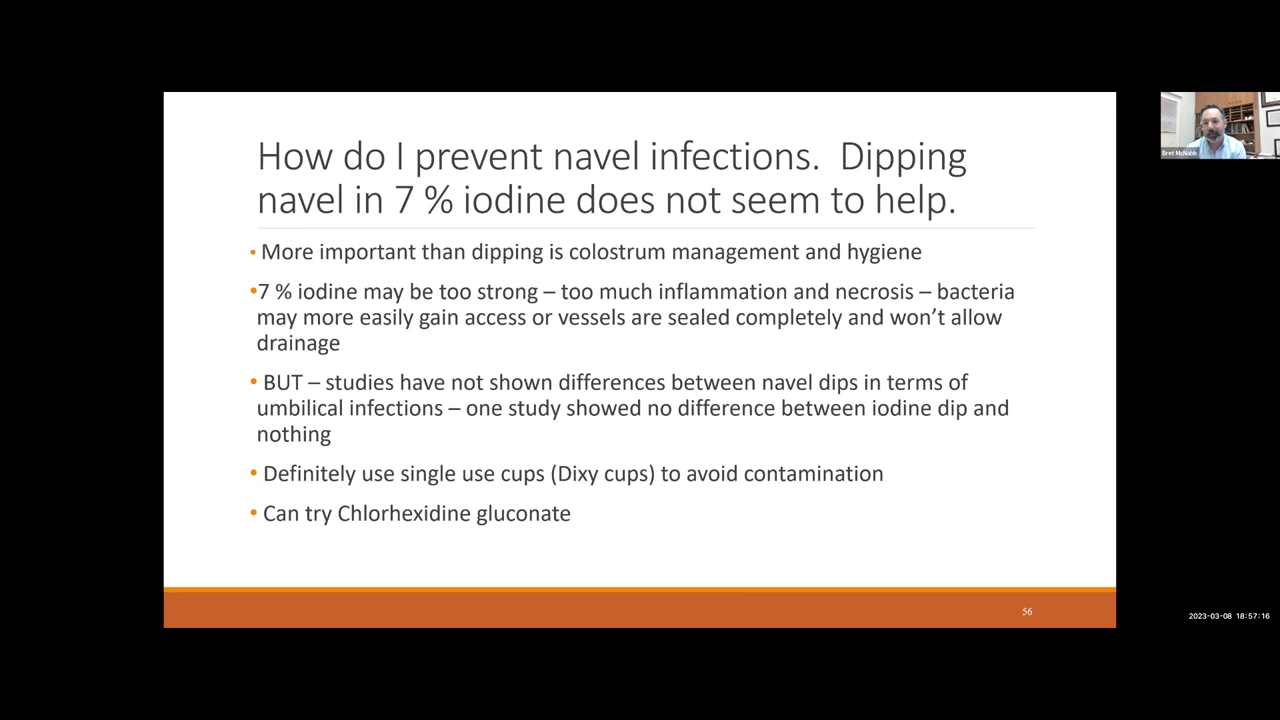 How do I prevent navel infections.  Dipping
navel in 7 % iodine does not seem to help.
• More important than dipping is colostrum management and hygiene
•7 % iodine may be too strong – too much inflammation and necrosis – bacteria
may more easily gain access or vessels are sealed completely and won’t allow
drainage
• BUT – studies have not shown differences between navel dips in terms of
umbilical infections – one study showed no difference between iodine dip and
nothing
• Definitely use single use cups (Dixy cups) to avoid contamination
• Can try Chlorhexidine gluconate
56
Bret McNabb
2023-03-08 18:57:16